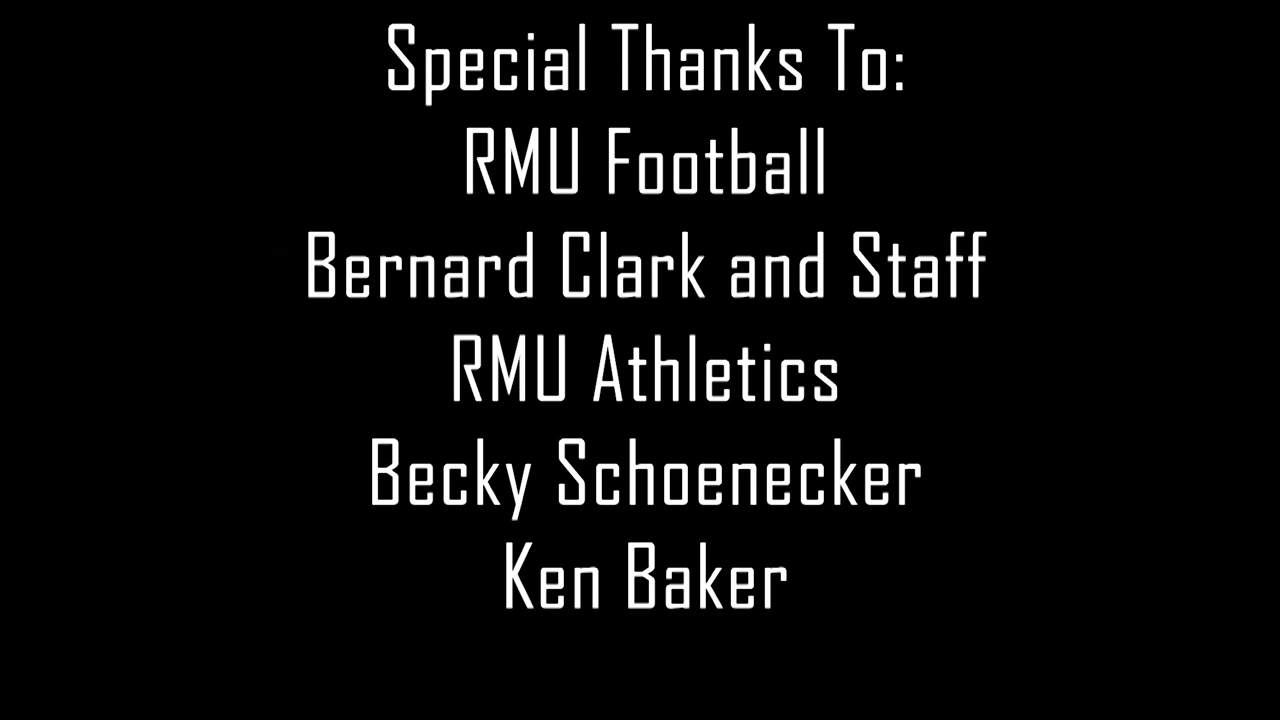 Special Thanks To:
RMU Football
Bernard Clark and Staff
RMU Athletics
Becky Schoenecker
Ken Baker